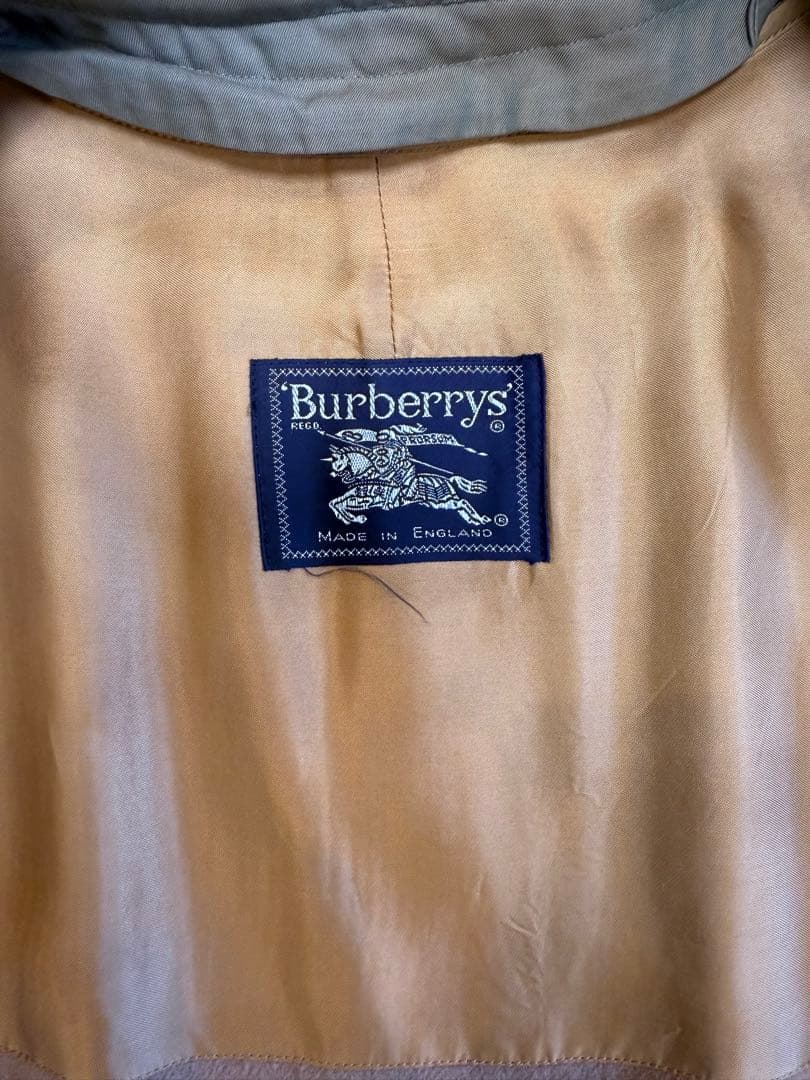 'Burberrys'
REGD. ®
PRORSUM
®
MADE IN ENGLAND